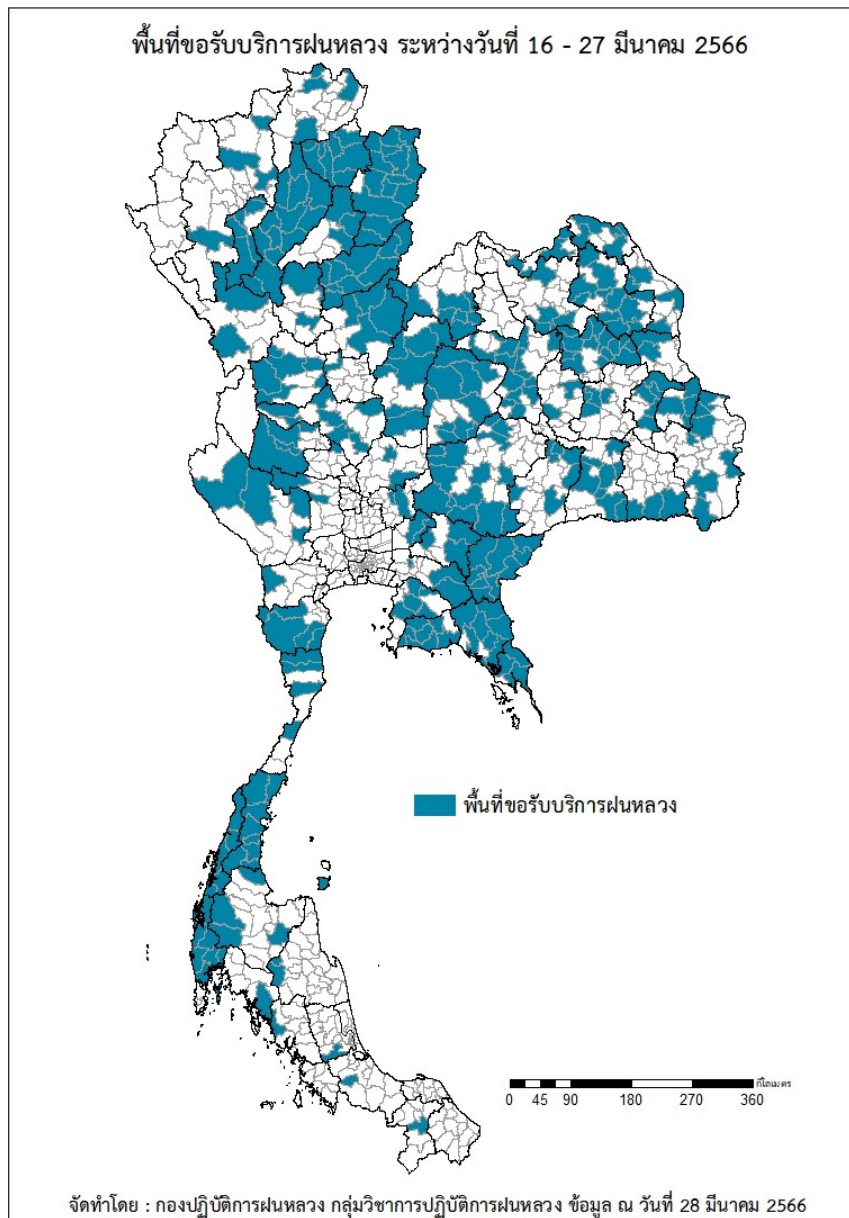 พื้นที่ขอรับบริการฝนหลวง ระหว่างวันที่ 16 - 27 มีนาคม 2566
พื้นที่ขอรับบริการฝนหลวง
กิโลเมตร
0 45 90 180 270 360
จัดทำโดย : กองปฏิบัติการฝนหลวง กลุ่มวิชาการปฏิบัติการฝนหลวง ข้อมูล ณ วันที่ 28 มีนาคม 2566